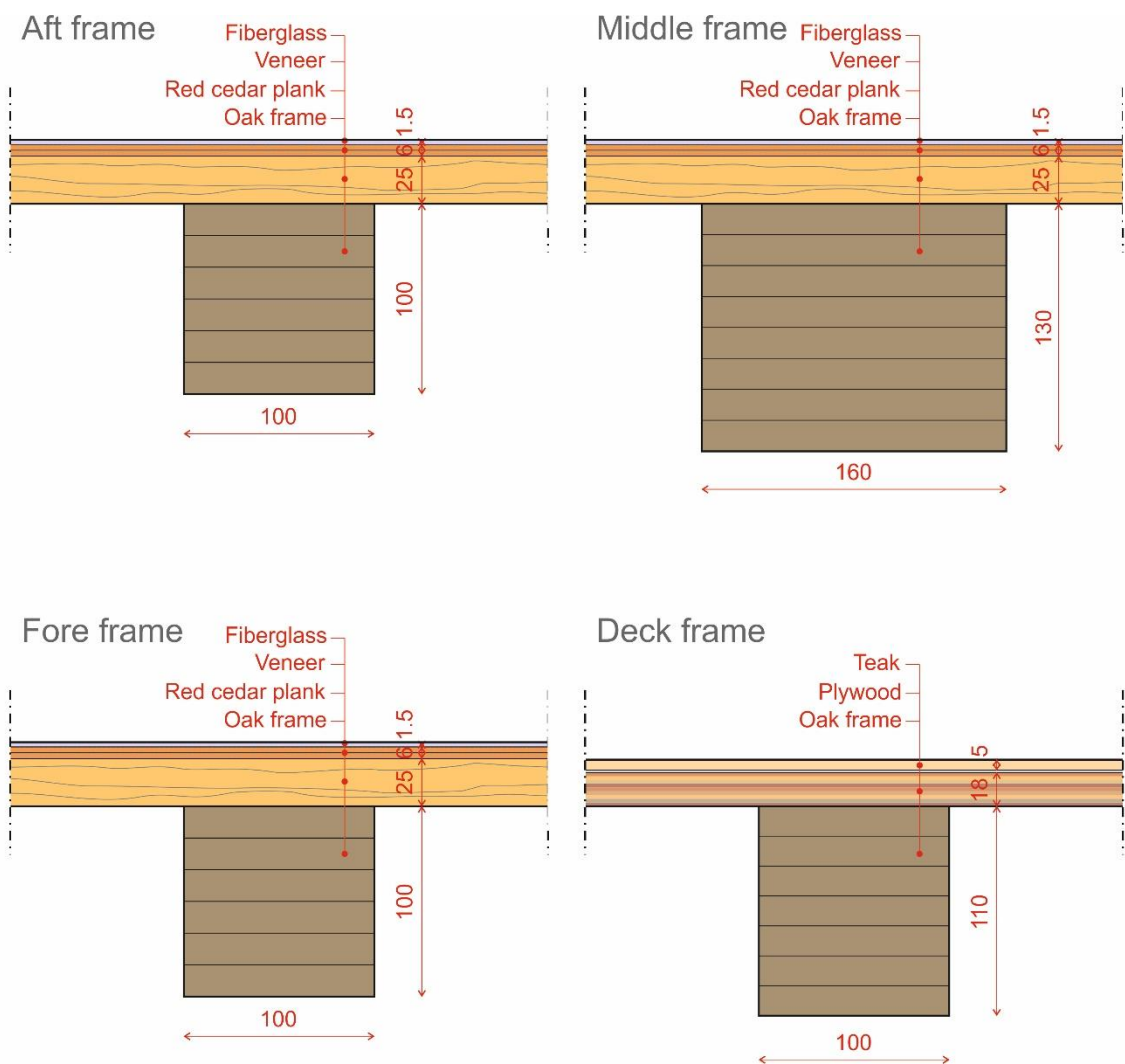 Aft frame
Fiberglass
Veneer
Red cedar plank
Oak frame
1.5
6
25
100
100
Middle frame
Fiberglass
Veneer
Red cedar plank
Oak frame
1.5
6
25
130
160
Fore frame
Fiberglass
Veneer
Red cedar plank
Oak frame
1.5
6
25
100
100
Deck frame
Teak
Plywood
Oak frame
5
18
110
100